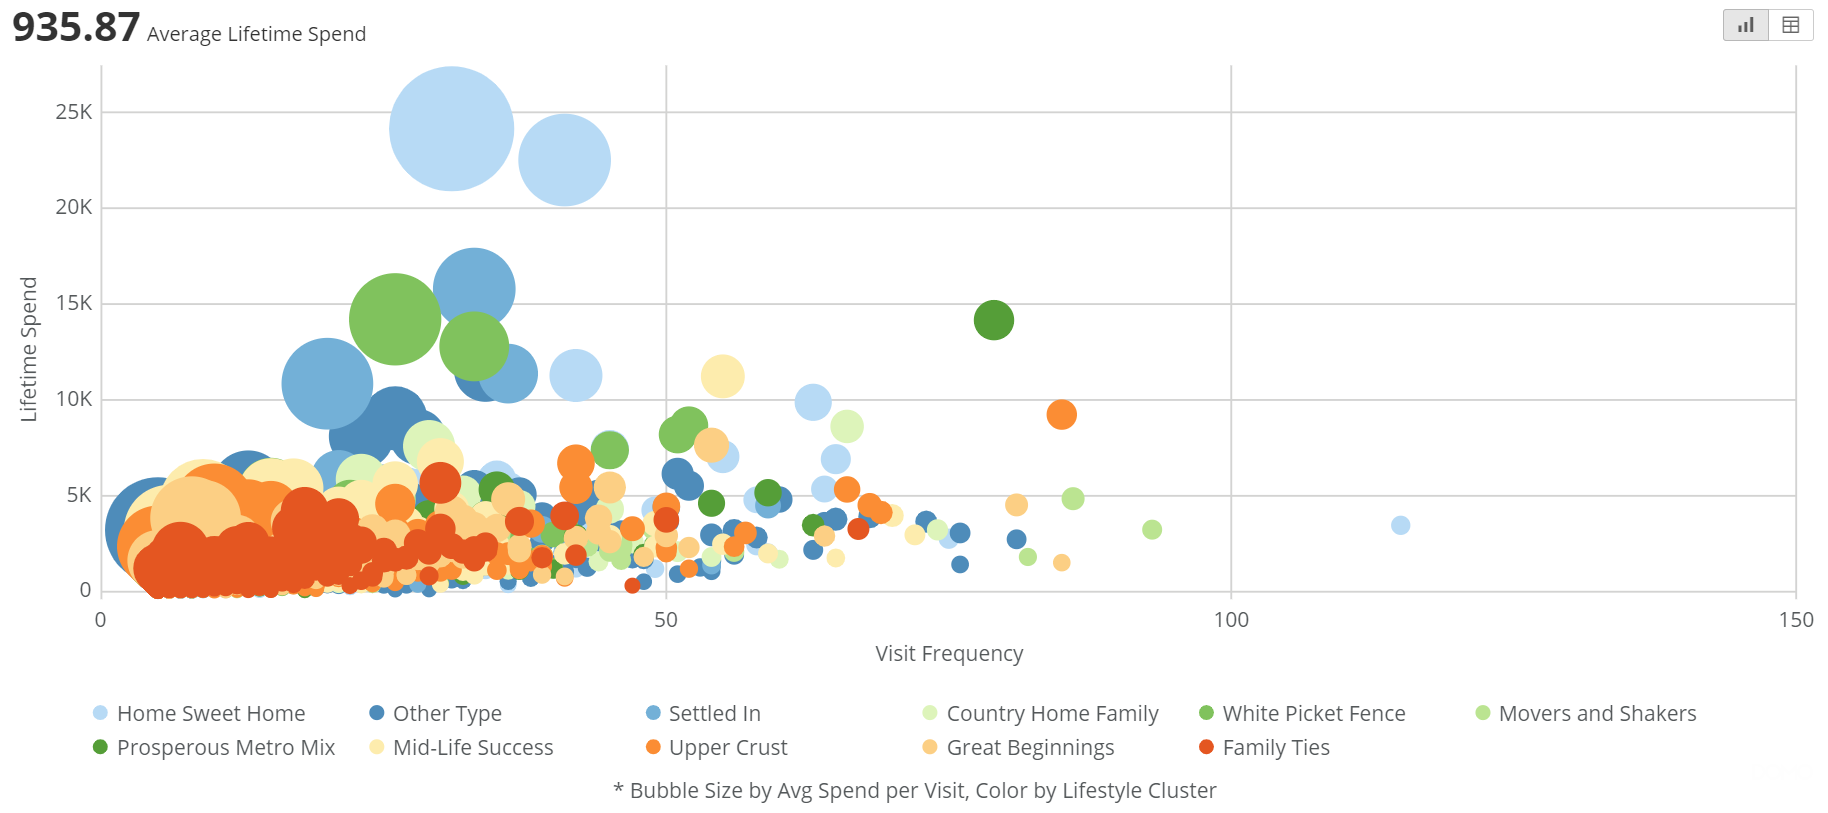 935.87 Average Lifetime Spend
25K
20K
15K
10K
5K
0
Lifetime Spend
0 50 100 150
Visit Frequency
Home Sweet Home Other Type Settled In Country Home Family White Picket Fence Movers and Shakers
Prosperous Metro Mix Mid-Life Success Upper Crust Great Beginnings Family Ties
* Bubble Size by Avg Spend per Visit, Color by Lifestyle Cluster